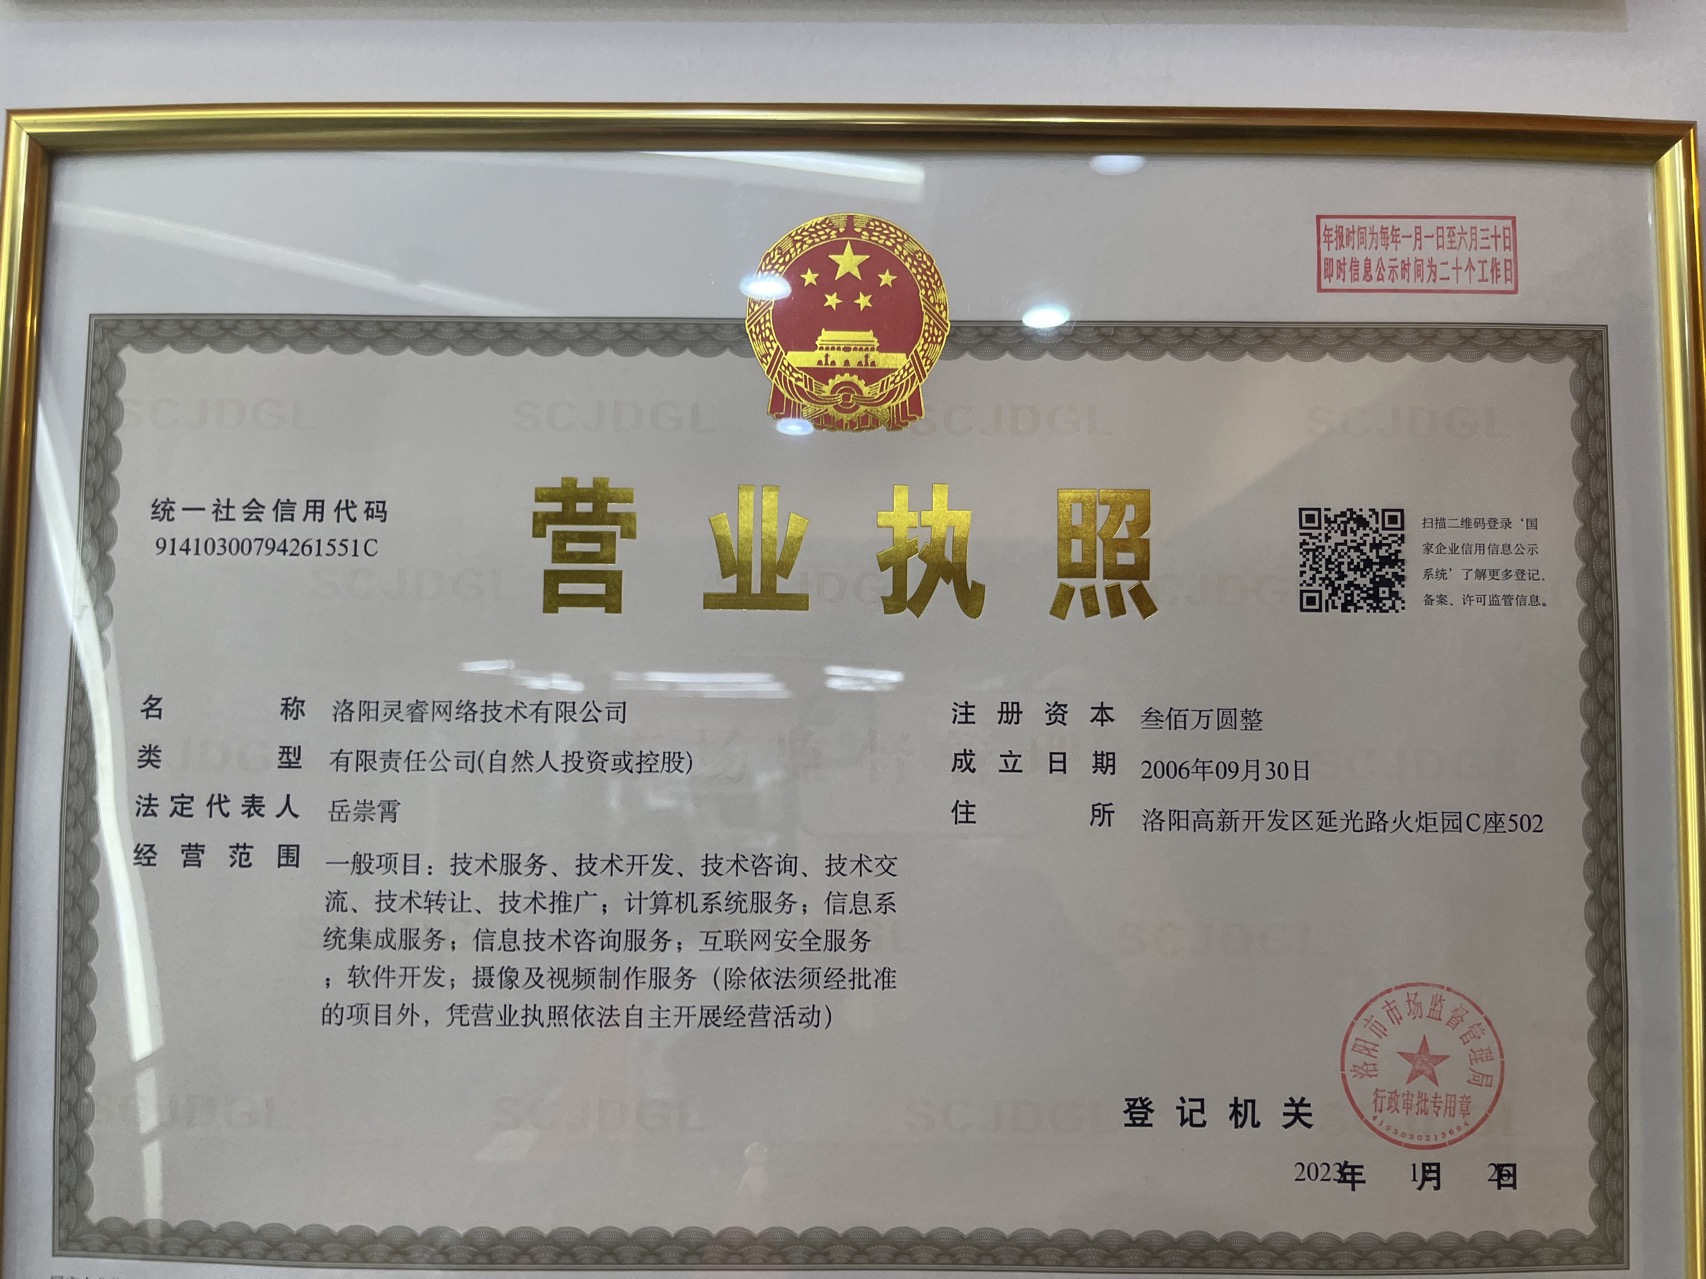 年报时间为每年一月一日至六月三十日
即时信息公示时间为二十个工作日
统一社会信用代码
91410300794261551C
营业执照
扫描二维码登录‘国
家企业信用信息公示
系统’了解更多登记、
备案、许可监管信息。
名称 洛阳灵睿网络技术有限公司
类型 有限责任公司(自然人投资或控股)
法定代表人 岳崇霄
经营范围 一般项目：技术服务、技术开发、技术咨询、技术交
流、技术转让、技术推广；计算机系统服务；信息系
统集成服务；信息技术咨询服务；互联网安全服务
；软件开发；摄像及视频制作服务（除依法须经批准
的项目外，凭营业执照依法自主开展经营活动）
注册资本 叁佰万圆整
成立日期 2006年09月30日
住所 洛阳高新开发区延光路火炬园C座502
登记机关
洛阳市市场监督管理局
行政审批专用章
2023年 月 日
SCJDGL